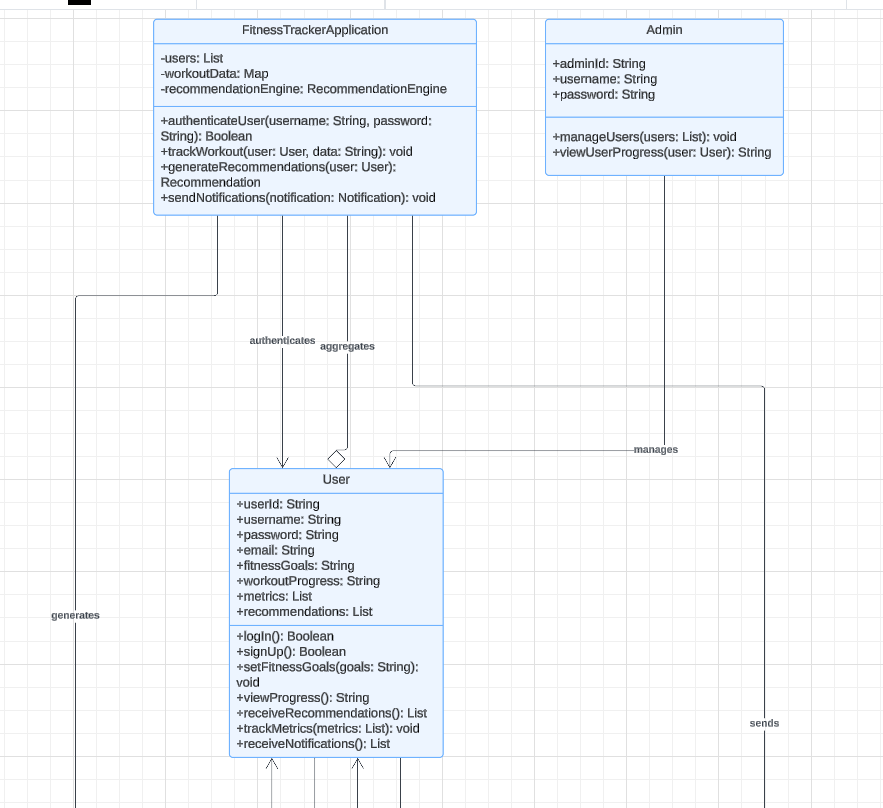 FitnessTrackerApplication
-users: List
-workoutData: Map
-recommendationEngine: RecommendationEngine
+authenticateUser(username: String, password:
String): Boolean
+trackWorkout(user: User, data: String): void
+generateRecommendations(user: User):
Recommendation
+sendNotifications(notification: Notification): void
Admin
+adminId: String
+username: String
+password: String
+manageUsers(users: List): void
+viewUserProgress(user: User): String
authenticates
aggregates
manages
User
+userId: String
+username: String
+password: String
+email: String
+fitnessGoals: String
+workoutProgress: String
+metrics: List
+recommendations: List
+logIn(): Boolean
+signUp(): Boolean
+setFitnessGoals(goals: String):
void
+viewProgress(): String
+receiveRecommendations(): List
+trackMetrics(metrics: List): void
+receiveNotifications(): List
generates
sends